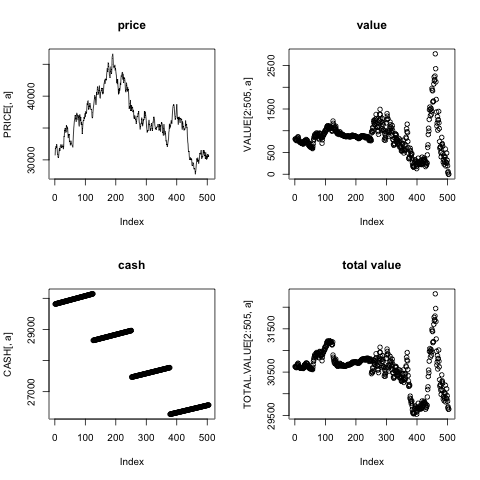 price
PRICE[, a]
40000
30000
0 100 200 300 400 500
Index
value
VALUE[2:505, a]
2500
1500
500
0
0 100 200 300 400 500
Index
cash
CASH[, a]
29000
27000
0 100 200 300 400 500
Index
total value
TOTAL.VALUE[2:505, a]
31500
30500
29500
0 100 200 300 400 500
Index